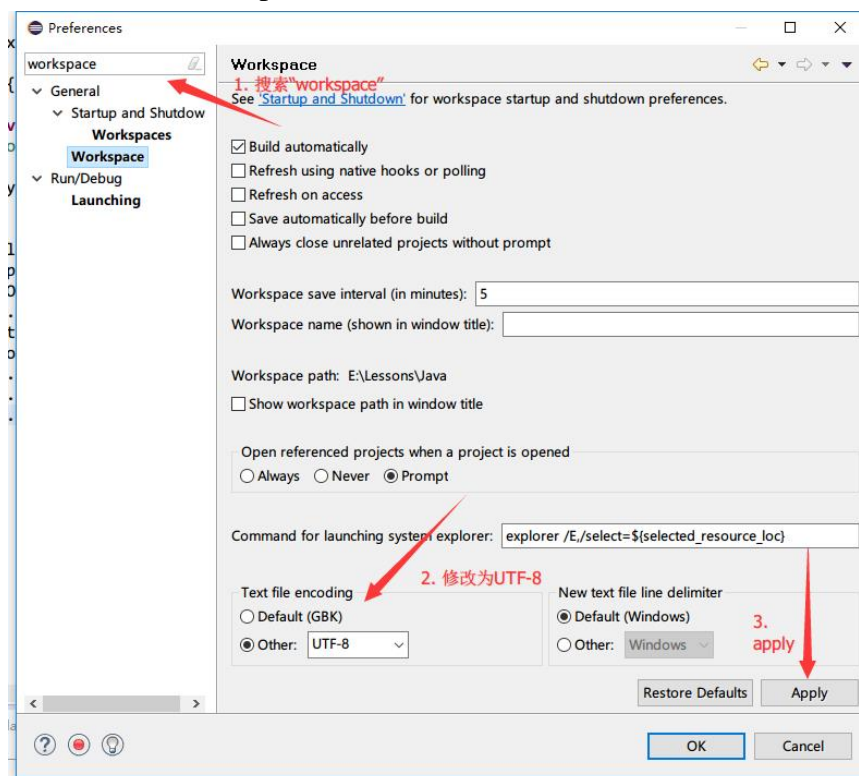 Preferences
workspace
Workspace
1. 搜索“workspace”
See 'Startup and Shutdown' for workspace startup and shutdown preferences.
General
Startup and Shutdow
Workspaces
Workspace
Run/Debug
Launching
Build automatically
Refresh using native hooks or polling
Refresh on access
Save automatically before build
Always close unrelated projects without prompt
Workspace save interval (in minutes): 5
Workspace name (shown in window title):
Workspace path: E:\Lessons\Java
Show workspace path in window title
Open referenced projects when a project is opened
Always Never Prompt
Command for launching system explorer: explorer /E,/select=${selected_resource_loc}
2. 修改为UTF-8
Text file encoding
Default (GBK)
Other: UTF-8
New text file line delimiter
Default (Windows)
Other: Windows
3.
apply
Restore Defaults Apply
OK Cancel